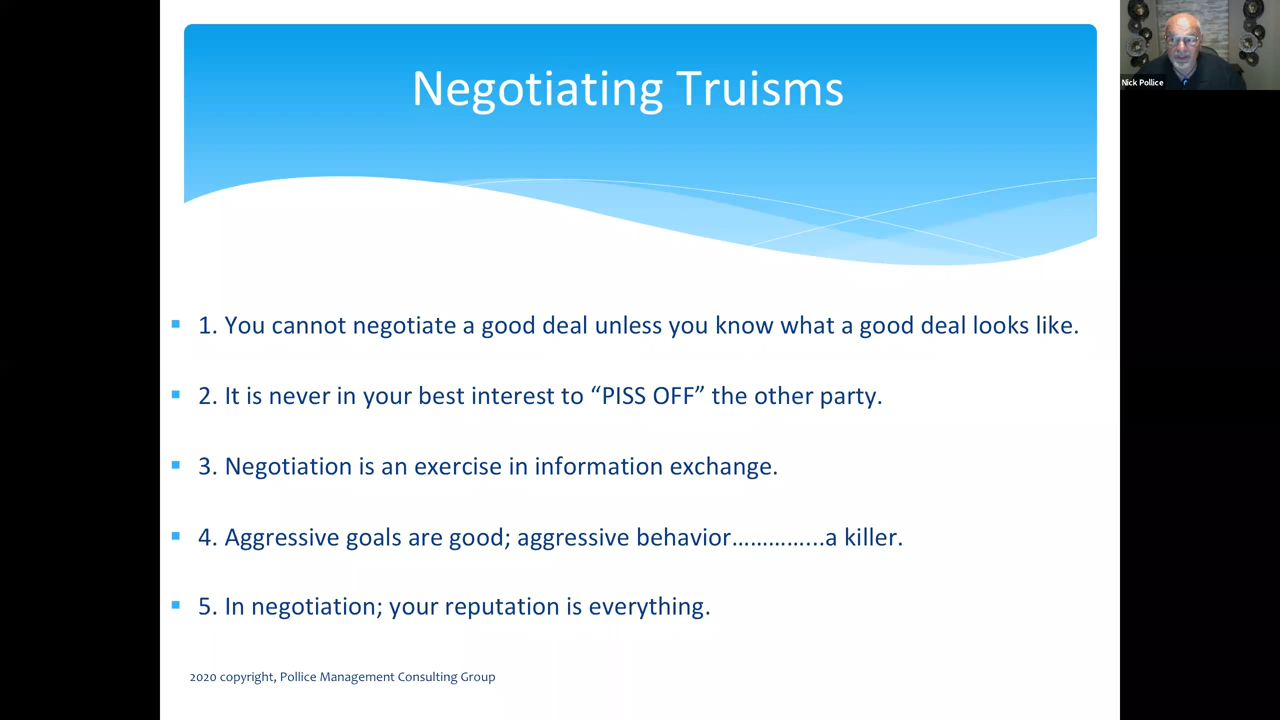 Negotiating Truisms
Nick Pollice
1. You cannot negotiate a good deal unless you know what a good deal looks like.
2. It is never in your best interest to “PISS OFF” the other party.
3. Negotiation is an exercise in information exchange.
4. Aggressive goals are good; aggressive behavior…………...a killer.
5. In negotiation; your reputation is everything.
2020 copyright, Pollice Management Consulting Group